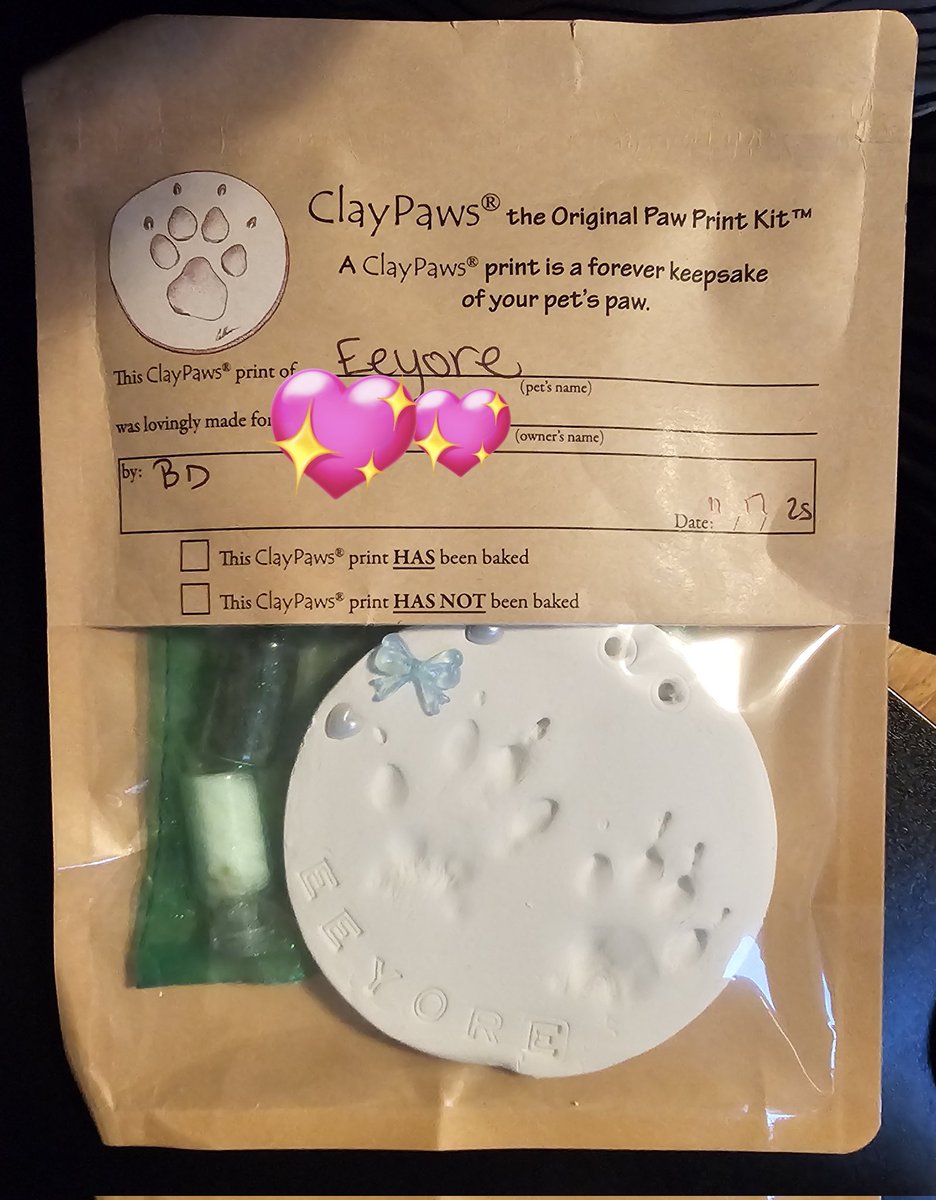 ClayPaws® the Original Paw Print Kit™
A ClayPaws® print is a forever keepsake
of your pet's paw.
This ClayPaws® print of Eeyore
(pet's name)
was lovingly made for
(owner's name)
by: BD
Date: 11/17/25
This ClayPaws® print HAS been baked
This ClayPaws® print HAS NOT been baked
EEYORE